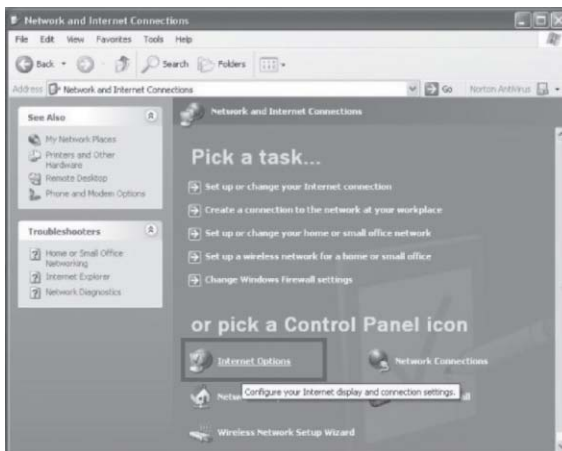 Network and Internet Connections
File Edit View Favorites Tools Help
Back Search Folders
Address Network and Internet Connections Go Norton AntiVirus
See Also
My Network Places
Printers and Other
Hardware
Remote Desktop
Phone and Modem Options
Troubleshooters
Home or Small Office
Networking
Internet Explorer
Network Diagnostics
Network and Internet Connections
Pick a task...
Set up or change your Internet connection
Create a connection to the network at your workplace
Set up or change your home or small office network
Set up a wireless network for a home or small office
Change Windows Firewall settings
or pick a Control Panel icon
Internet Options
Network Connections
Configure your Internet display and connection settings.
Wireless Network Setup Wizard